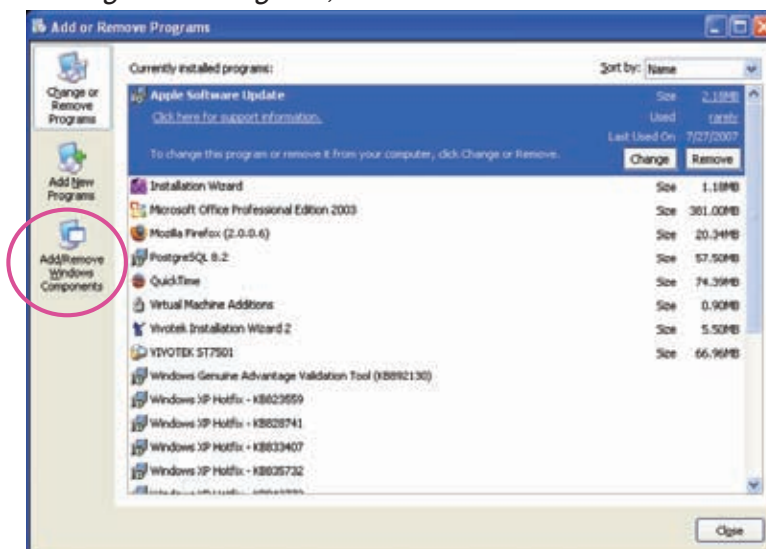 Add or Remove Programs
Currently installed programs:
Sort by: Name
Change or
Remove
Programs
Add New
Programs
Add/Remove
Windows
Components
Apple Software Update
Size 2.18MB
Click here for support information.
Used rarely
Last Used On 7/27/2007
To change this program or remove it from your computer, click Change or Remove.
Change Remove
Installation Wizard Size 1.18MB
Microsoft Office Professional Edition 2003 Size 381.00MB
Mozilla Firefox (2.0.0.6) Size 20.34MB
PostgreSQL 8.2 Size 57.50MB
QuickTime Size 74.39MB
Virtual Machine Additions Size 0.90MB
Vivotek Installation Wizard 2 Size 5.50MB
VIVOTEK ST7501 Size 66.96MB
Windows Genuine Advantage Validation Tool (KB892130)
Windows XP Hotfix - KB823559
Windows XP Hotfix - KB828741
Windows XP Hotfix - KB833407
Windows XP Hotfix - KB835732
Close